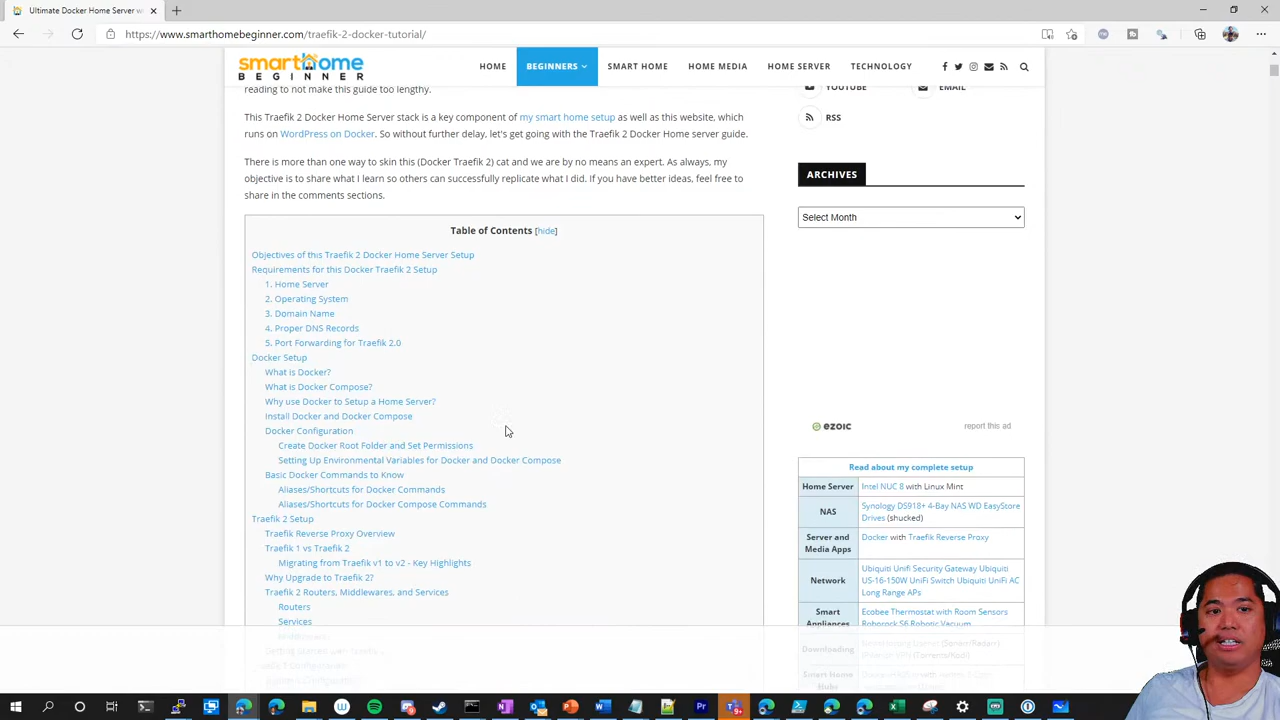 Ultimate Docker Home Server w
https://www.smarthomebeginner.com/traefik-2-docker-tutorial/
smarthome
BEGINNER
HOME
BEGINNERS
SMART HOME
HOME MEDIA
HOME SERVER
TECHNOLOGY
reading to not make this guide too lengthy.
This Traefik 2 Docker Home Server stack is a key component of my smart home setup as well as this website, which
runs on WordPress on Docker. So without further delay, let's get going with the Traefik 2 Docker Home server guide.
There is more than one way to skin this (Docker Traefik 2) cat and we are by no means an expert. As always, my
objective is to share what I learn so others can successfully replicate what I did. If you have better ideas, feel free to
share in the comments sections.
Table of Contents [hide]
Objectives of this Traefik 2 Docker Home Server Setup
Requirements for this Docker Traefik 2 Setup
1. Home Server
2. Operating System
3. Domain Name
4. Proper DNS Records
5. Port Forwarding for Traefik 2.0
Docker Setup
What is Docker?
What is Docker Compose?
Why use Docker to Setup a Home Server?
Install Docker and Docker Compose
Docker Configuration
Create Docker Root Folder and Set Permissions
Setting Up Environmental Variables for Docker and Docker Compose
Basic Docker Commands to Know
Aliases/Shortcuts for Docker Commands
Aliases/Shortcuts for Docker Compose Commands
Traefik 2 Setup
Traefik Reverse Proxy Overview
Traefik 1 vs Traefik 2
Migrating from Traefik v1 to v2 - Key Highlights
Why Upgrade to Traefik 2?
Traefik 2 Routers, Middlewares, and Services
Routers
Services
YOUTUBE
EMAIL
RSS
ARCHIVES
Select Month
ezoic
report this ad
Read about my complete setup
Home Server
Intel NUC 8 with Linux Mint
NAS
Synology DS918+ 4-Bay NAS WD EasyStore
Drives (shucked)
Server and
Media Apps
Docker with Traefik Reverse Proxy
Network
Ubiquiti Unifi Security Gateway Ubiquiti
US-16-150W UniFi Switch Ubiquiti UniFi AC
Long Range APs
Smart
Appliances
Ecobee Thermostat with Room Sensors
Roborock S6 Robotic Vacuum
Downloading
Smart Home
Hubs